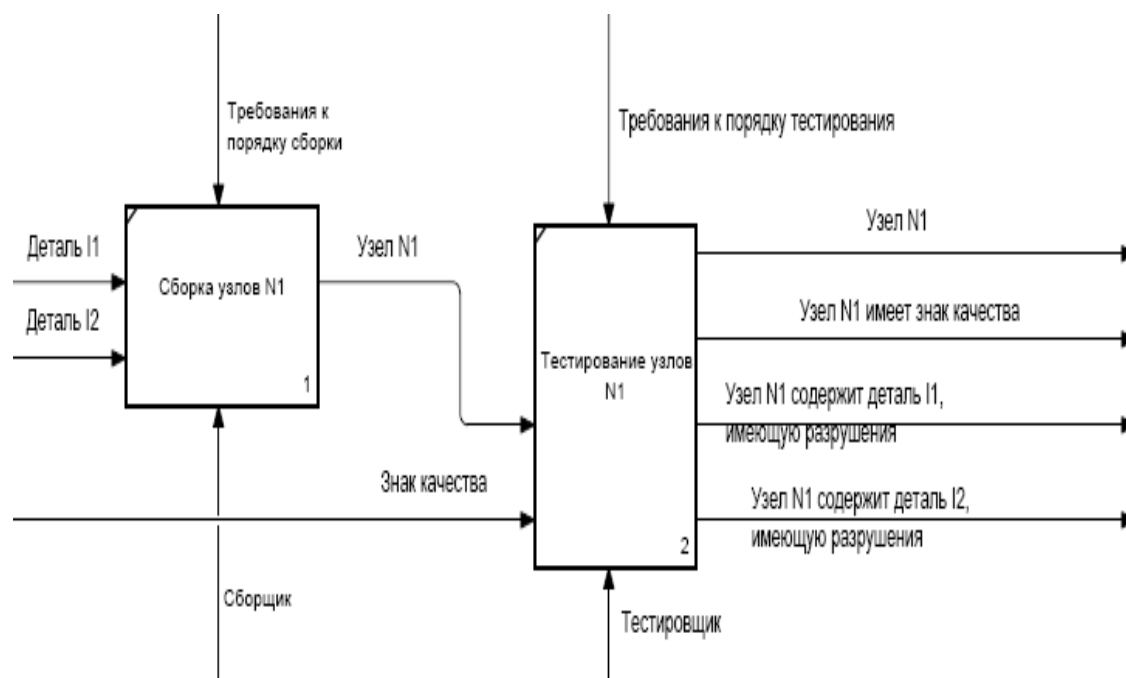 Требования к
порядку сборки
Требования к порядку тестирования
Деталь I1
Деталь I2
Сборка узлов N1
1
Узел N1
Знак качества
Сборщик
Тестирование узлов
N1
2
Тестировщик
Узел N1
Узел N1 имеет знак качества
Узел N1 содержит деталь I1,
имеющую разрушения
Узел N1 содержит деталь I2,
имеющую разрушения